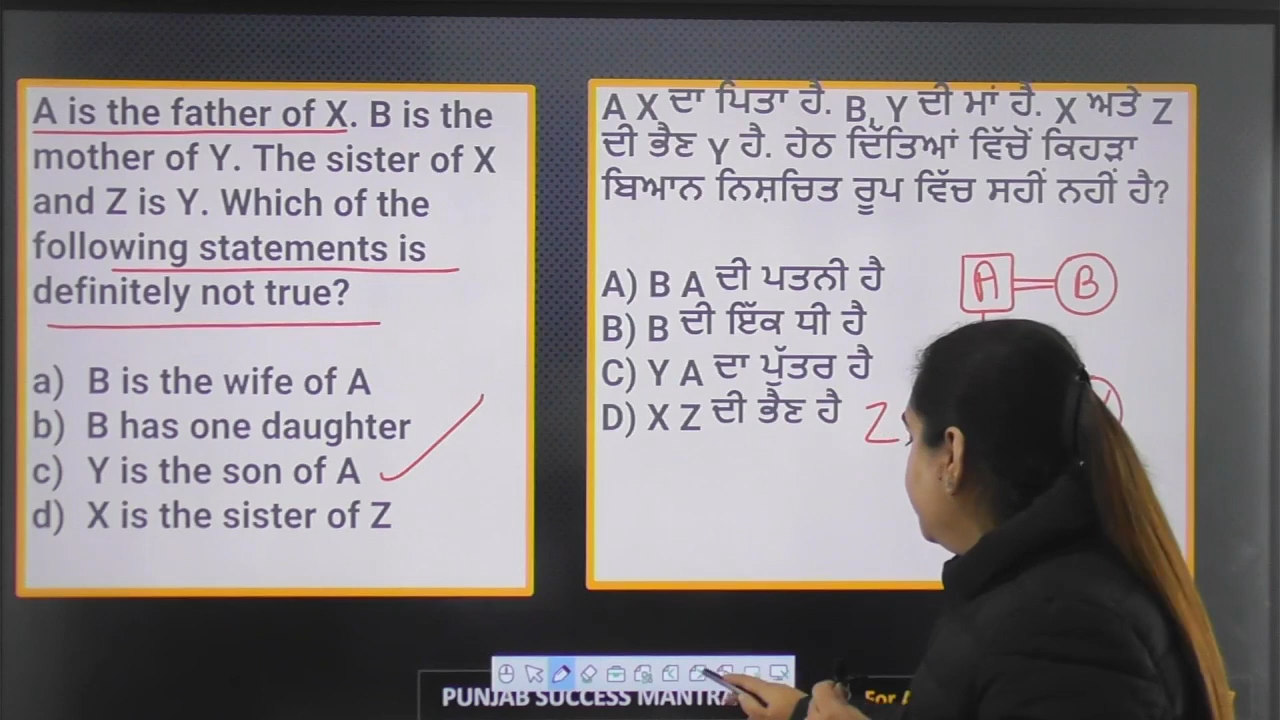 A is the father of X. B is the
mother of Y. The sister of X
and Z is Y. Which of the
following statements is
definitely not true?
a) B is the wife of A
b) B has one daughter
c) Y is the son of A
d) X is the sister of Z
A X ਦਾ ਪਿਤਾ ਹੈ. B, Y ਦੀ ਮਾਂ ਹੈ. X ਅਤੇ Z
ਦੀ ਭੈਣ Y ਹੈ. ਹੇਠ ਦਿੱਤਿਆਂ ਵਿੱਚੋਂ ਕਿਹੜਾ
ਬਿਆਨ ਨਿਸ਼ਚਿਤ ਰੂਪ ਵਿੱਚ ਸਹੀਂ ਨਹੀਂ ਹੈ?
A) B A ਦੀ ਪਤਨੀ ਹੈ
B) B ਦੀ ਇੱਕ ਧੀ ਹੈ
C) Y A ਦਾ ਪੁੱਤਰ ਹੈ
D) X Z ਦੀ ਭੈਣ ਹੈ
A B
Z
PUNJAB SUCCESS MANTRA
For